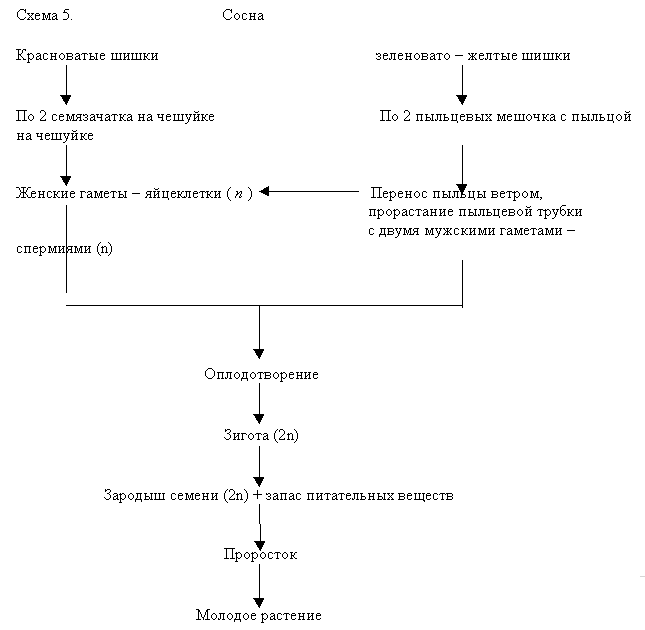 Схема 5. Сосна
Красноватые шишки зеленовато – желтые шишки
По 2 семязачатка на чешуйке По 2 пыльцевых мешочка с пыльцой
на чешуйке
Женские гаметы – яйцеклетки ( n ) Перенос пыльцы ветром,
прорастание пыльцевой трубки
с двумя мужскими гаметами –
спермиями (n)
Оплодотворение
Зигота (2n)
Зародыш семени (2n) + запас питательных веществ
Проросток
Молодое растение